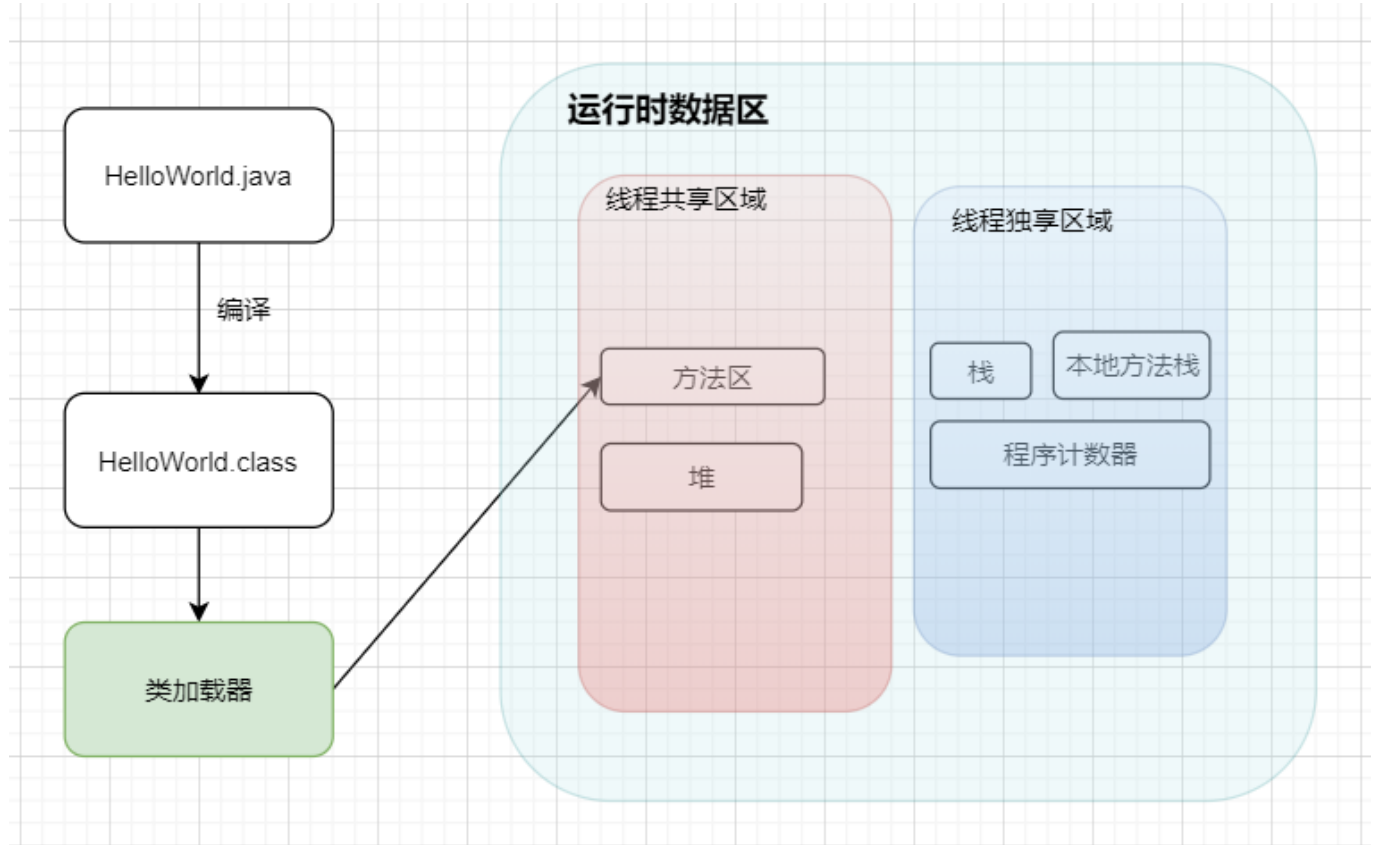 HelloWorld.java
编译
HelloWorld.class
类加载器
运行时数据区
线程共享区域
方法区
堆
线程独享区域
栈
本地方法栈
程序计数器